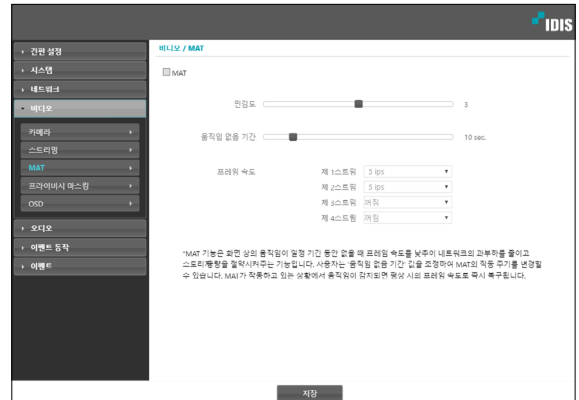 IDIS
간편 설정
시스템
네트워크
비디오
카메라
스트리밍
MAT
프라이버시 마스킹
OSD
오디오
이벤트 동작
이벤트
비디오 / MAT
MAT
민감도 3
움직임 없음 기간 10 sec.
프레임 속도 제 1스트림 5 ips
제 2스트림 5 ips
제 3스트림 꺼짐
제 4스트림 꺼짐
*MAT 기능은 화면 상의 움직임이 일정 기간 동안 없을 때 프레임 속도를 낮추어 네트워크의 과부하를 줄이고
스토리지 용량을 절약시켜주는 기능입니다. 사용자는 '움직임 없음 기간' 값을 조정하여 MAT의 작동 주기를 변경할
수 있습니다. MAT가 작동하고 있는 상황에서 움직임이 감지되면 평상 시의 프레임 속도로 즉시 복구됩니다.
저장